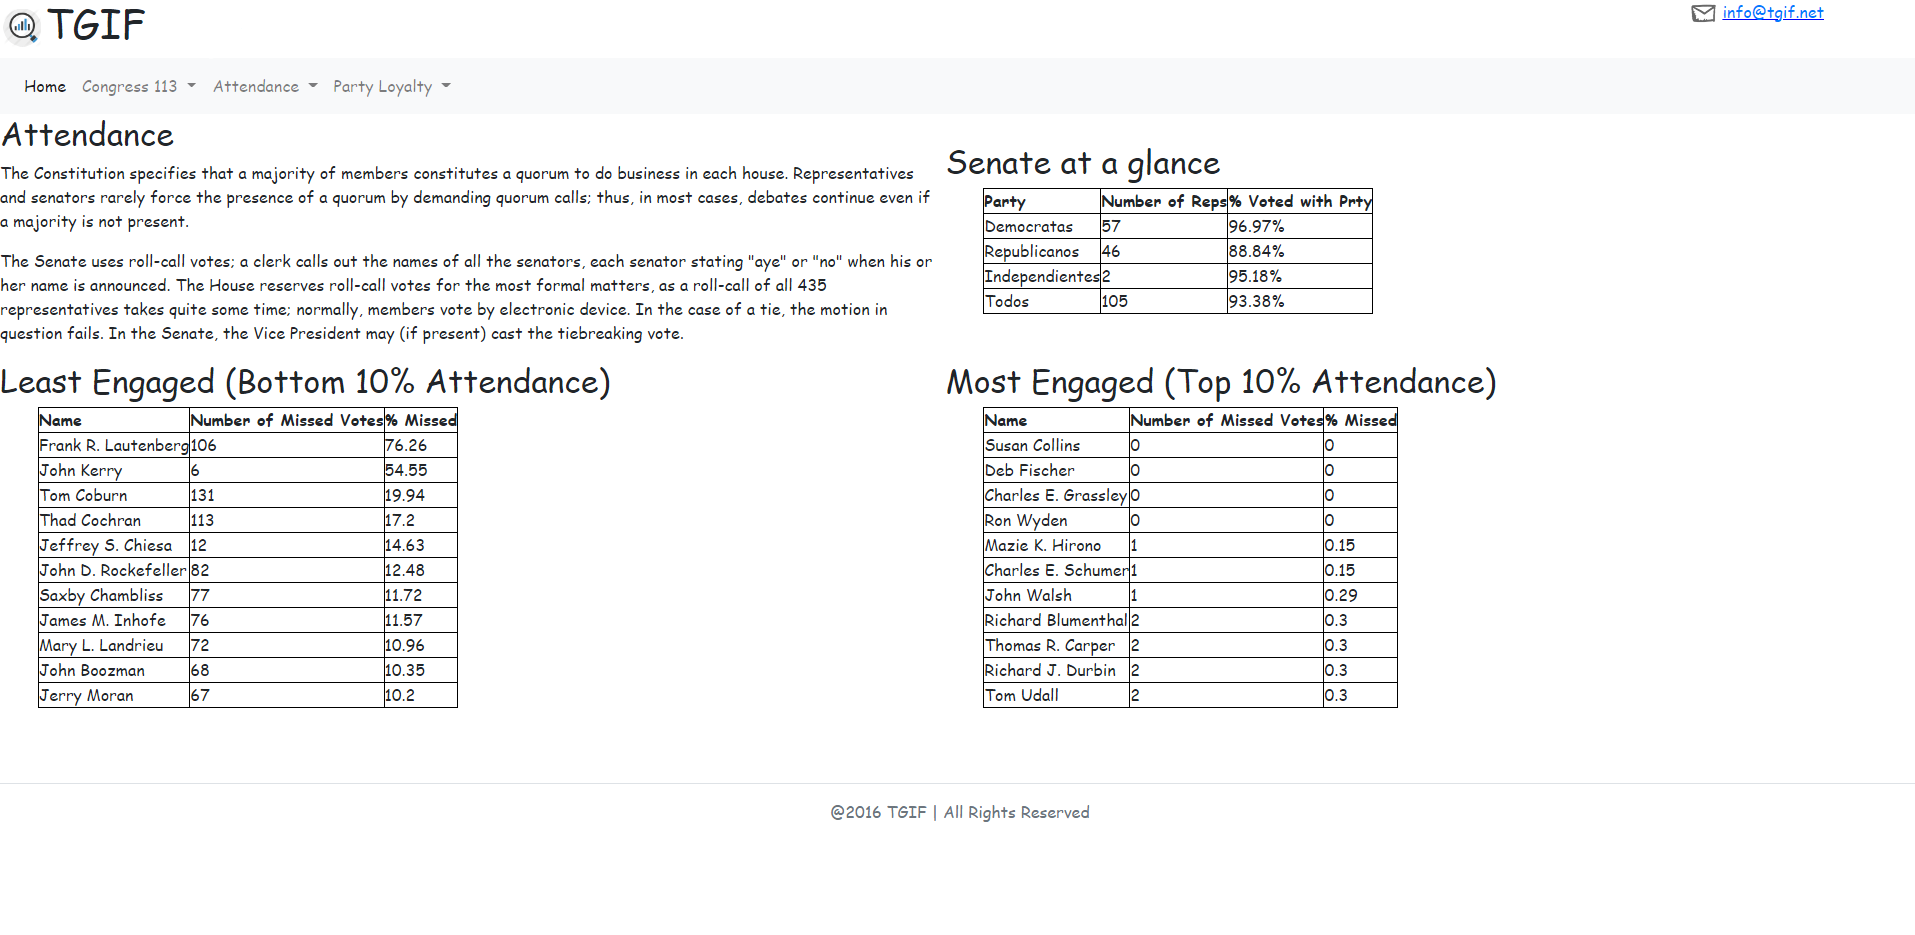 TGIF
info@tgif.net
Home Congress 113 Attendance Party Loyalty
Attendance
The Constitution specifies that a majority of members constitutes a quorum to do business in each house. Representatives
and senators rarely force the presence of a quorum by demanding quorum calls; thus, in most cases, debates continue even if
a majority is not present.
The Senate uses roll-call votes; a clerk calls out the names of all the senators, each senator stating "aye" or "no" when his or
her name is announced. The House reserves roll-call votes for the most formal matters, as a roll-call of all 435
representatives takes quite some time; normally, members vote by electronic device. In the case of a tie, the motion in
question fails. In the Senate, the Vice President may (if present) cast the tiebreaking vote.
Senate at a glance
Party Number of Reps % Voted with Prty
Democratas 57 96.97%
Republicanos 46 88.84%
Independientes 2 95.18%
Todos 105 93.38%
Least Engaged (Bottom 10% Attendance)
Name Number of Missed Votes % Missed
Frank R. Lautenberg 106 76.26
John Kerry 6 54.55
Tom Coburn 131 19.94
Thad Cochran 113 17.2
Jeffrey S. Chiesa 12 14.63
John D. Rockefeller 82 12.48
Saxby Chambliss 77 11.72
James M. Inhofe 76 11.57
Mary L. Landrieu 72 10.96
John Boozman 68 10.35
Jerry Moran 67 10.2
Most Engaged (Top 10% Attendance)
Name Number of Missed Votes % Missed
Susan Collins 0 0
Deb Fischer 0 0
Charles E. Grassley 0 0
Ron Wyden 0 0
Mazie K. Hirono 1 0.15
Charles E. Schumer 1 0.15
John Walsh 1 0.29
Richard Blumenthal 2 0.3
Thomas R. Carper 2 0.3
Richard J. Durbin 2 0.3
Tom Udall 2 0.3
@2016 TGIF | All Rights Reserved